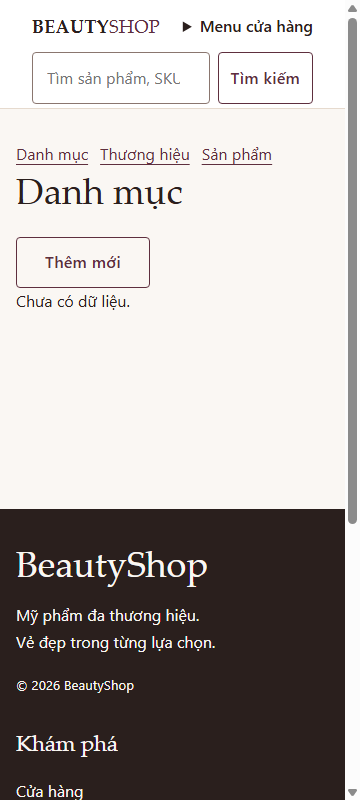 BEAUTYSHOP
▶ Menu cửa hàng
Tìm sản phẩm, SKU
Tìm kiếm
Danh mục Thương hiệu Sản phẩm
Danh mục
Thêm mới
Chưa có dữ liệu.
BeautyShop
Mỹ phẩm đa thương hiệu.
Vẻ đẹp trong từng lựa chọn.
© 2026 BeautyShop
Khám phá
Cửa hàng